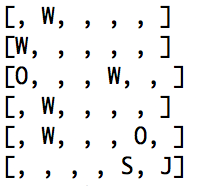 [, W, , , , ]
[W, , , , , ]
[O, , , W, , ]
[, W, , , , ]
[, W, , , O, ]
[, , , , S, J]